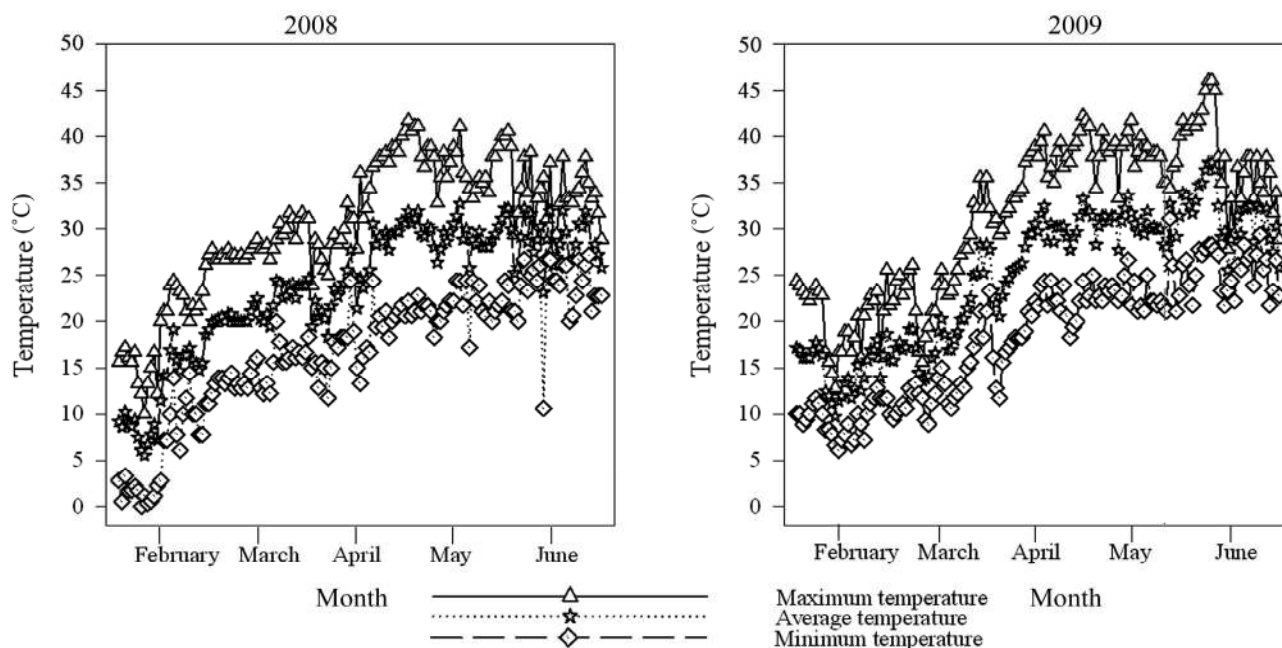 2008
2009
50
45
40
35
30
25
20
15
10
5
0
Temperature (˚C)
February March April May June
Month
50
45
40
35
30
25
20
15
10
5
0
Temperature (˚C)
February March April May June
Month
Maximum temperature
Average temperature
Minimum temperature